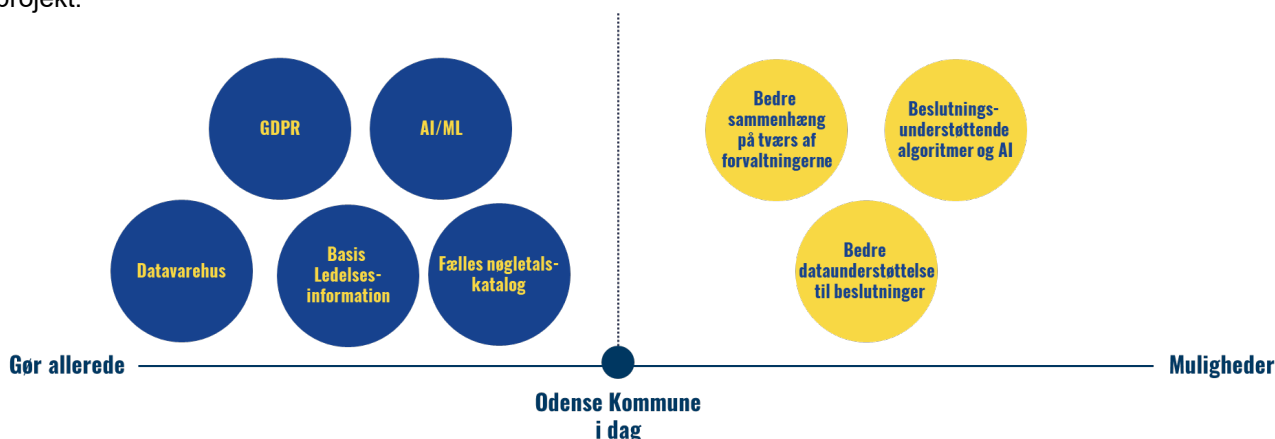 projekt.
GDPR
AI/ML
Datavarehus
Basis
Ledelses-
information
Fælles nøgletals-
katalog
Bedre
sammenhæng
på tværs af
forvaltningerne
Beslutnings-
understøttende
algoritmer og AI
Bedre
dataunderstøttelse
til beslutninger
Gør allerede
Muligheder
Odense Kommune
i dag